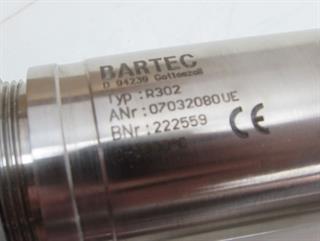 BARTEC
D 94239 Gotteszell
Typ :R302
ANr:07032080UE
BNr:222559
CE